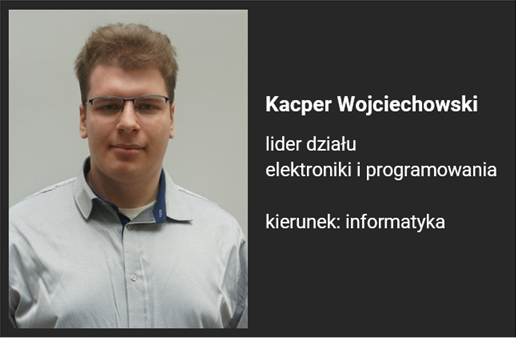 Kacper Wojciechowski
lider działu
elektroniki i programowania
kierunek: informatyka